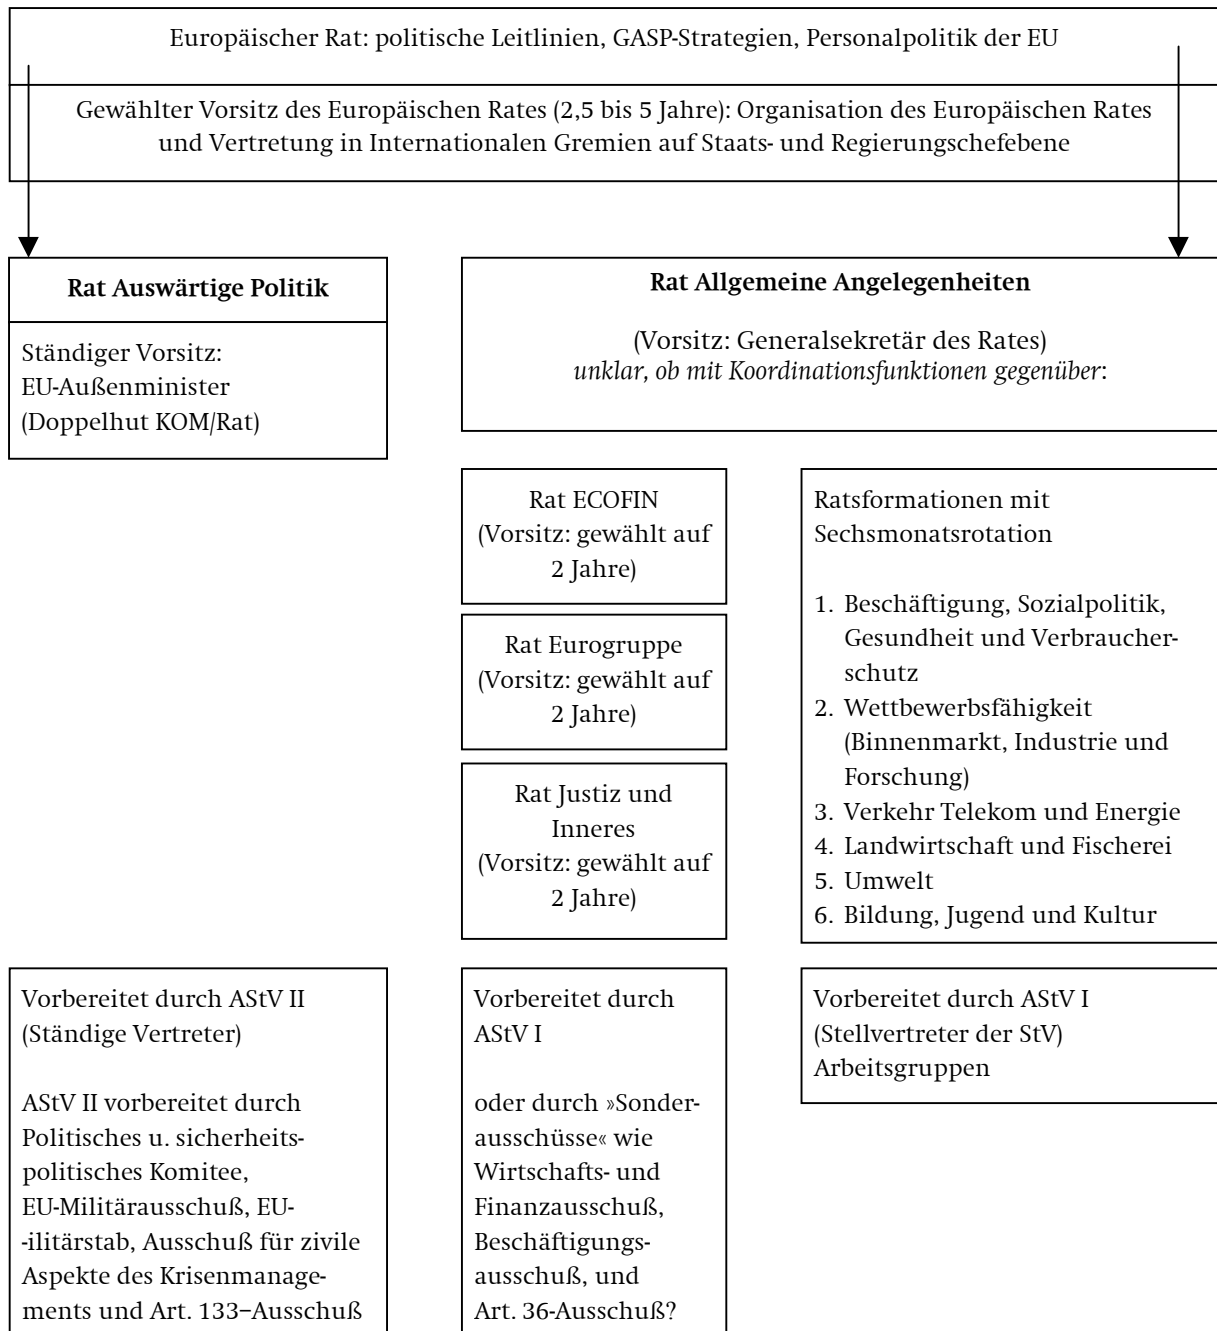 Europäischer Rat: politische Leitlinien, GASP-Strategien, Personalpolitik der EU
Gewählter Vorsitz des Europäischen Rates (2,5 bis 5 Jahre): Organisation des Europäischen Rates
und Vertretung in Internationalen Gremien auf Staats- und Regierungschefebene
Rat Auswärtige Politik
Ständiger Vorsitz:
EU-Außenminister
(Doppelhut KOM/Rat)
Rat Allgemeine Angelegenheiten
(Vorsitz: Generalsekretär des Rates)
unklar, ob mit Koordinationsfunktionen gegenüber:
Rat ECOFIN
(Vorsitz: gewählt auf
2 Jahre)
Rat Eurogruppe
(Vorsitz: gewählt auf
2 Jahre)
Rat Justiz und
Inneres
(Vorsitz: gewählt auf
2 Jahre)
Ratsformationen mit
Sechsmonatsrotation
1. Beschäftigung, Sozialpolitik,
Gesundheit und Verbraucher-
schutz
2. Wettbewerbsfähigkeit
(Binnenmarkt, Industrie und
Forschung)
3. Verkehr Telekom und Energie
4. Landwirtschaft und Fischerei
5. Umwelt
6. Bildung, Jugend und Kultur
Vorbereitet durch AStV II
(Ständige Vertreter)
AStV II vorbereitet durch
Politisches u. sicherheits-
politisches Komitee,
EU-Militärausschuß, EU-
-ilitärstab, Ausschuß für zivile
Aspekte des Krisenmanage-
ments und Art. 133–Ausschuß
Vorbereitet durch
AStV I
oder durch »Sonder-
ausschüsse« wie
Wirtschafts- und
Finanzausschuß,
Beschäftigungs-
ausschuß, und
Art. 36-Ausschuß?
Vorbereitet durch AStV I
(Stellvertreter der StV)
Arbeitsgruppen